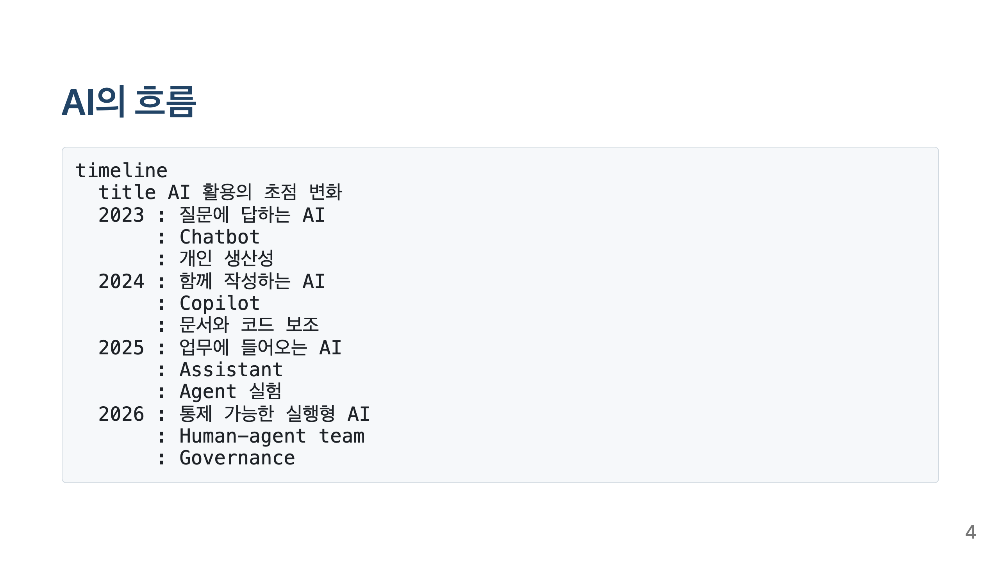 AI의 흐름
timeline
  title AI 활용의 초점 변화
  2023 : 질문에 답하는 AI
       : Chatbot
       : 개인 생산성
  2024 : 함께 작성하는 AI
       : Copilot
       : 문서와 코드 보조
  2025 : 업무에 들어오는 AI
       : Assistant
       : Agent 실험
  2026 : 통제 가능한 실행형 AI
       : Human-agent team
       : Governance
4